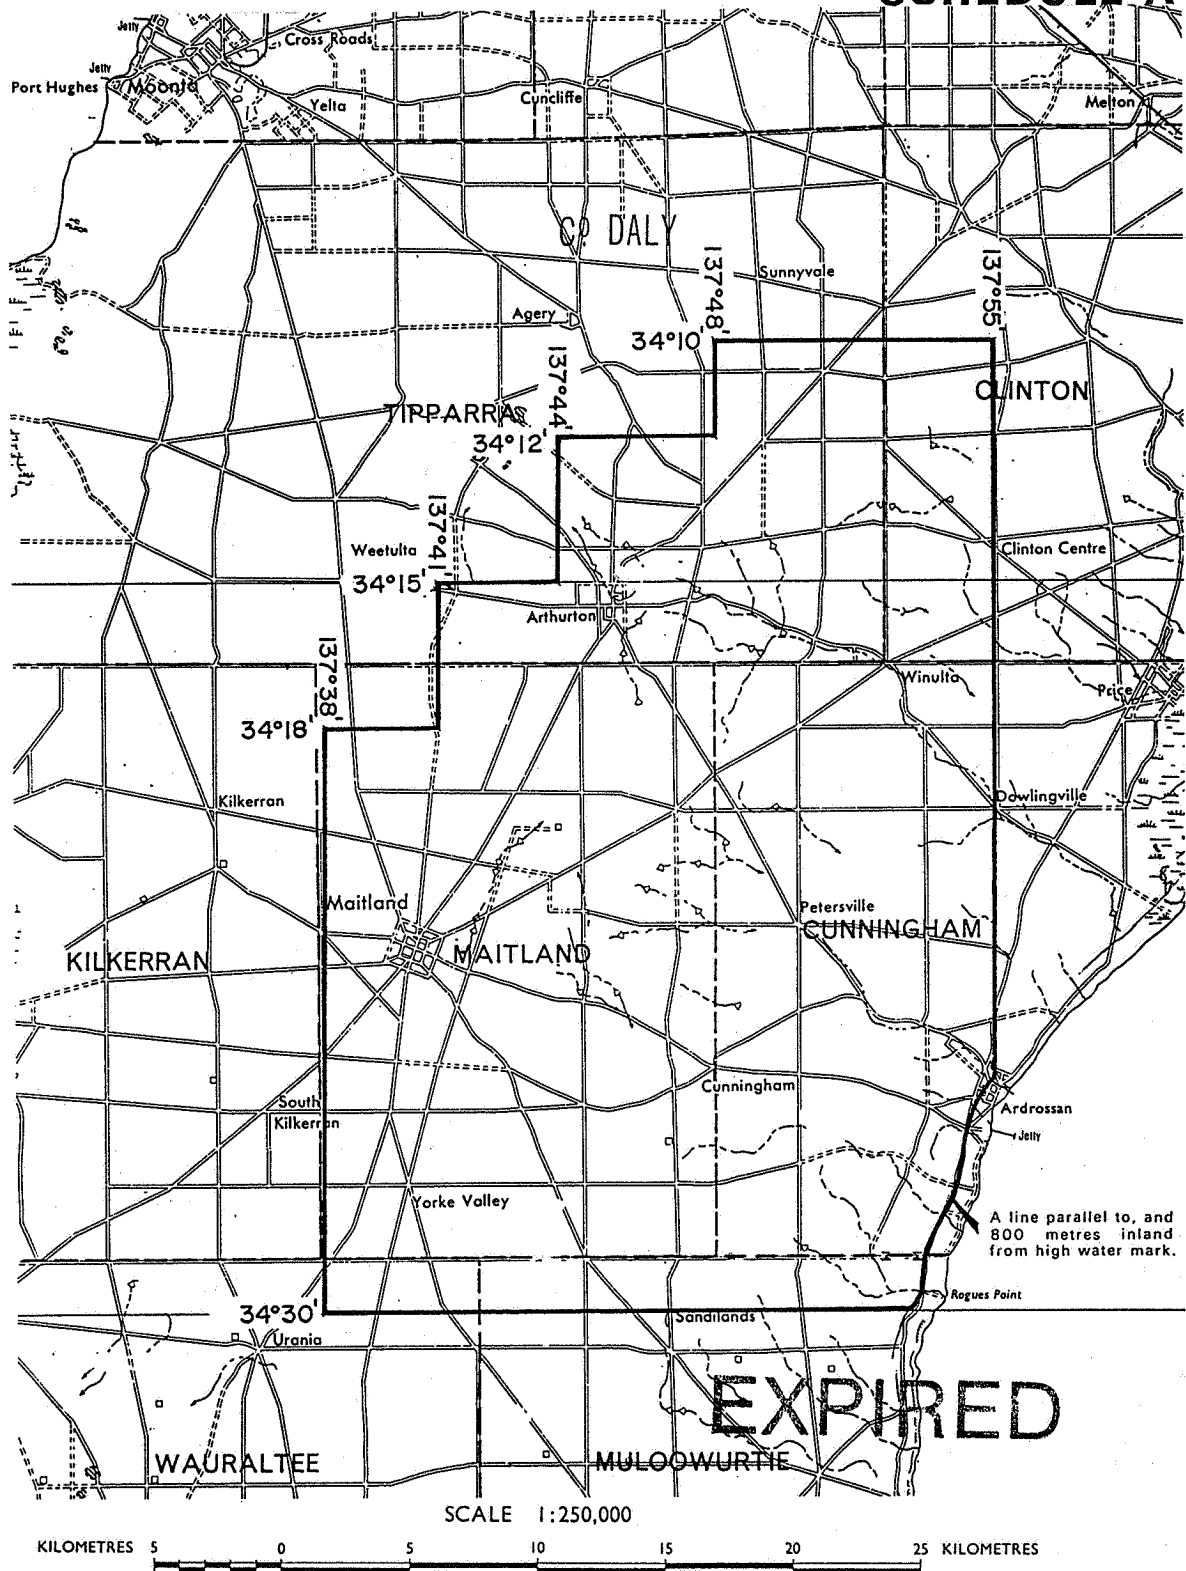 Jetty
Cross Roads
Jetty
Port Hughes
Moonta
Yelta
Cuncliffe
Melton
Co DALY
Sunnyvale
137°48'
137°55'
Agery
34°10'
137°44'
CLINTON
TIPPARRA
34°12'
137°41'
Weetulta
Clinton Centre
34°15'
Arthurton
137°38'
Winulta
Price
34°18'
Kilkerran
Dowlingville
Maitland
Petersville
CUNNINGHAM
KILKERRAN
MAITLAND
Cunningham
South
Kilkerran
Ardrossan
Jetty
Yorke Valley
A line parallel to, and
800 metres inland
from high water mark.
Rogues Point
34°30'
Sandilands
Urania
EXPIRED
WAURALTEE
MULOOWURTIE
SCALE 1:250,000
KILOMETRES 5 0 5 10 15 20 25 KILOMETRES